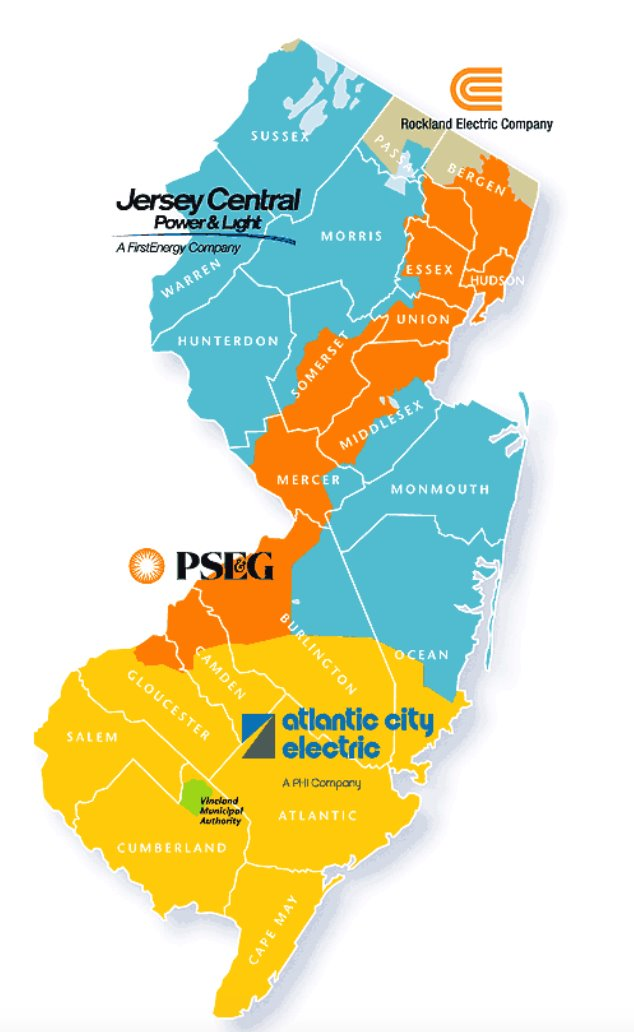 Rockland Electric Company
SUSSEX
PASSAIC
BERGEN
Jersey Central
Power & Light
A FirstEnergy Company
MORRIS
WARREN
ESSEX
HUDSON
UNION
HUNTERDON
SOMERSET
MIDDLESEX
MERCER
MONMOUTH
PSE&G
BURLINGTON
OCEAN
CAMDEN
GLOUCESTER
SALEM
atlantic city
electric
A PHI Company
Vineland
Municipal
Authority
ATLANTIC
CUMBERLAND
CAPE MAY